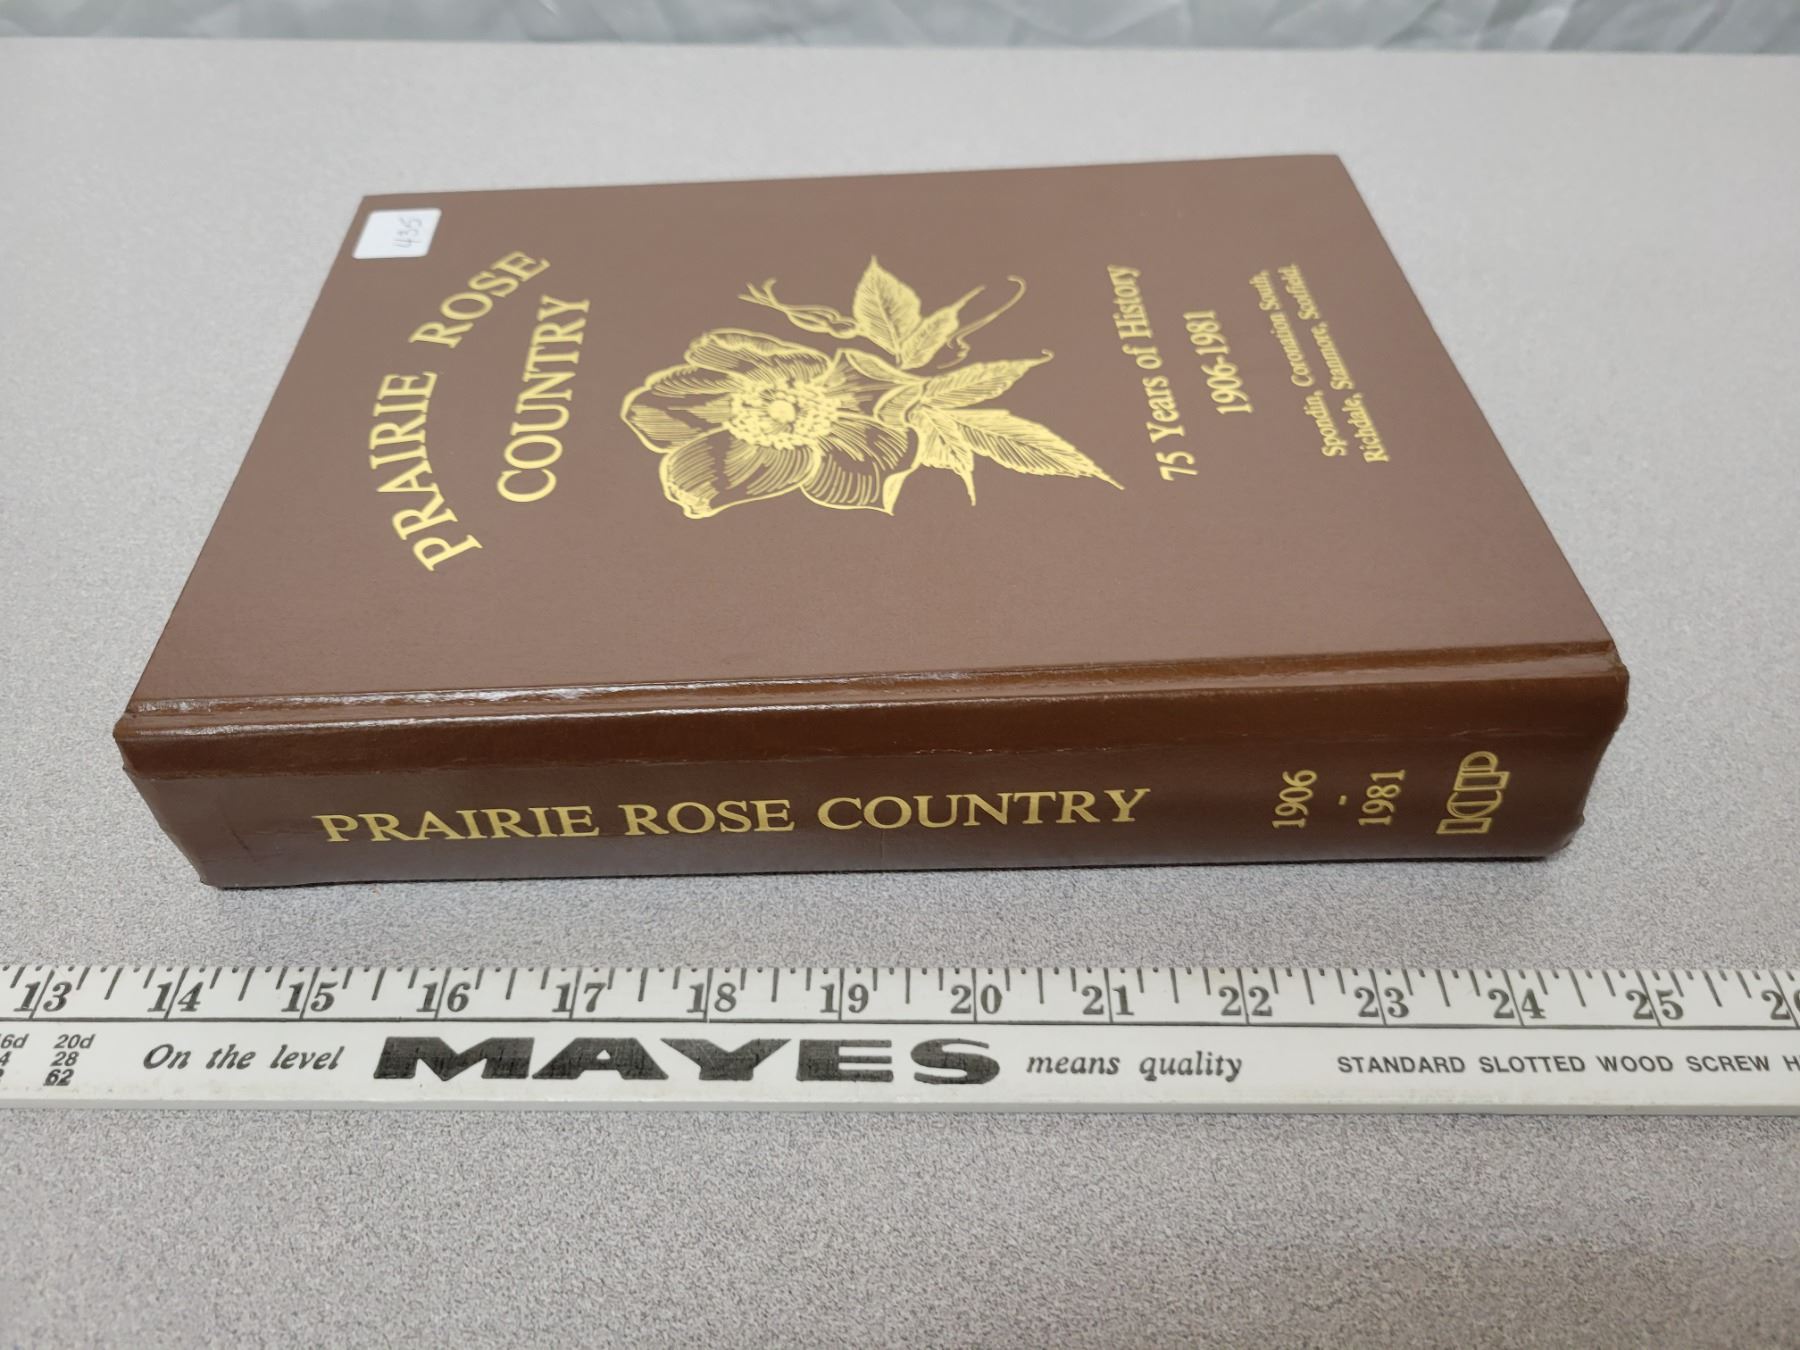 435
PRAIRIE ROSE
COUNTRY
75 Years of History
1906-1981
Spondin, Coronation South,
Richdale, Stanmore, Scotfield.
PRAIRIE ROSE COUNTRY
1906
-
1981
13 14 15 16 17 18 19 20 21 22 23 24 25
20d
28
62
On the level MAYES means quality
STANDARD SLOTTED WOOD SCREW